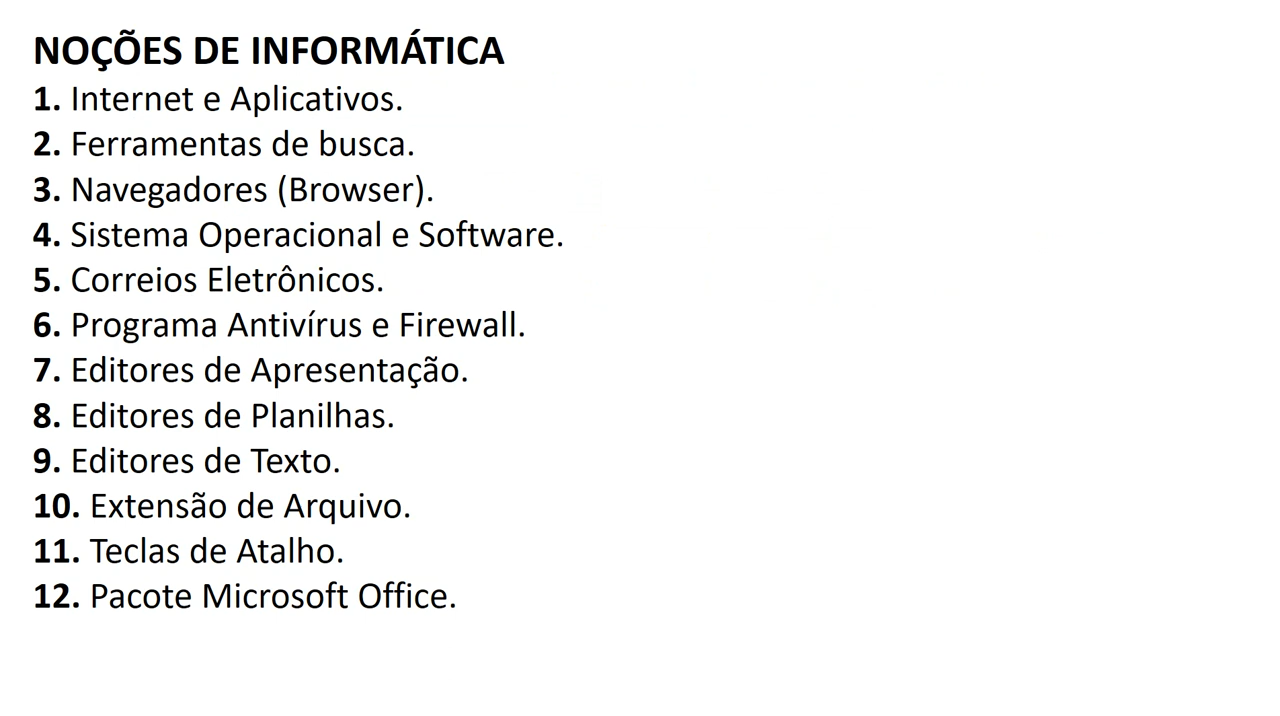 NOÇÕES DE INFORMÁTICA
1. Internet e Aplicativos.
2. Ferramentas de busca.
3. Navegadores (Browser).
4. Sistema Operacional e Software.
5. Correios Eletrônicos.
6. Programa Antivírus e Firewall.
7. Editores de Apresentação.
8. Editores de Planilhas.
9. Editores de Texto.
10. Extensão de Arquivo.
11. Teclas de Atalho.
12. Pacote Microsoft Office.